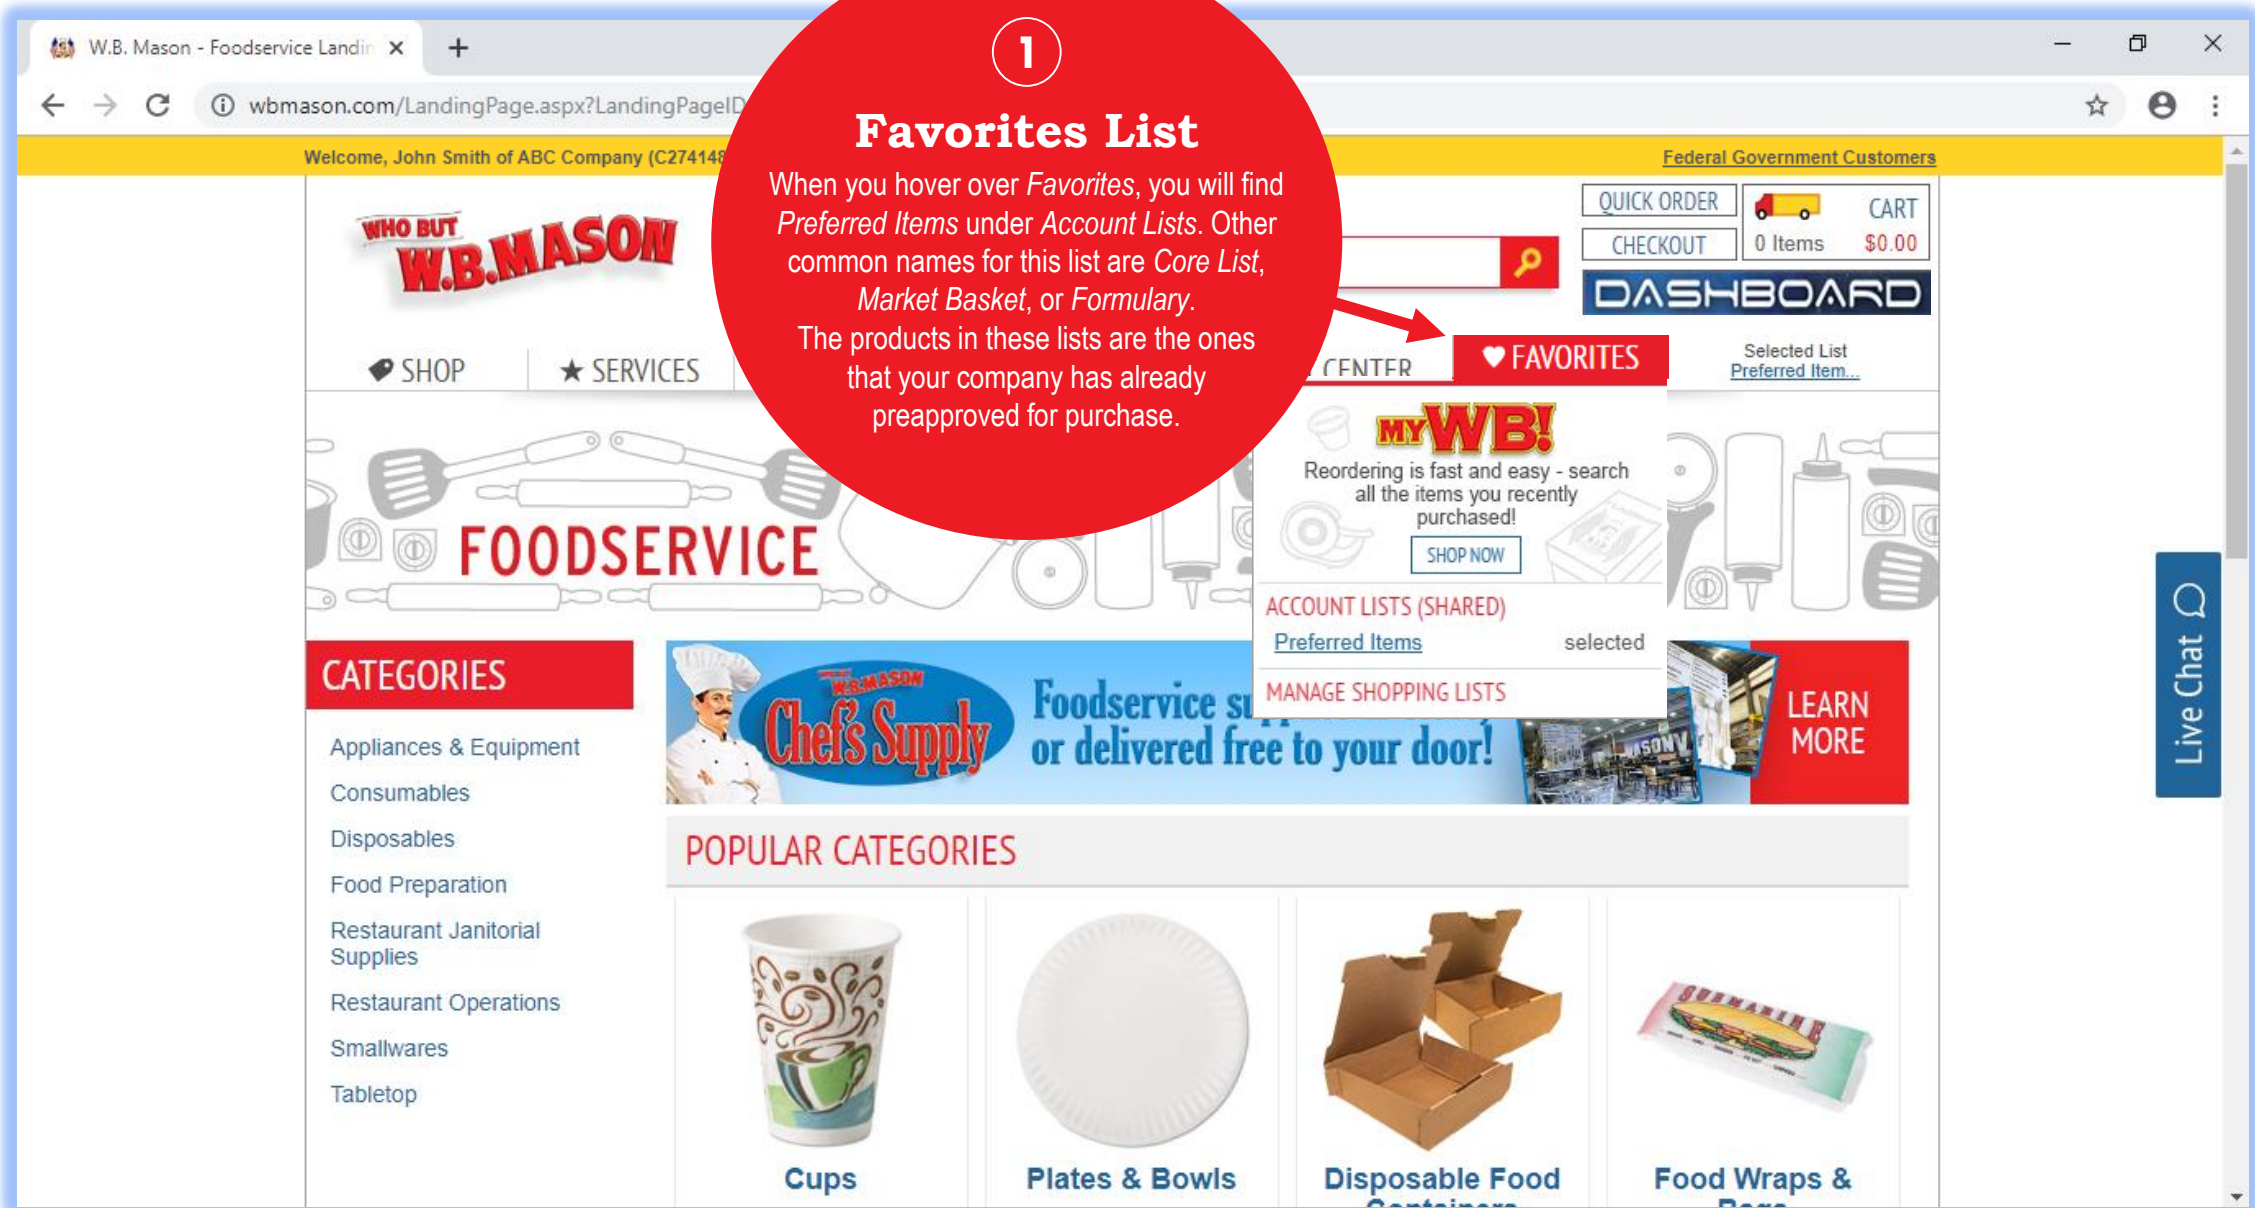 W.B. Mason - Foodservice Landin
wbmason.com/LandingPage.aspx?LandingPageID
1
Favorites List
When you hover over Favorites, you will find
Preferred Items under Account Lists. Other
common names for this list are Core List,
Market Basket, or Formulary.
The products in these lists are the ones
that your company has already
preapproved for purchase.
Welcome, John Smith of ABC Company (C274148
Federal Government Customers
WHO BUT
W.B.MASON
QUICK ORDER
CHECKOUT
CART
0 Items $0.00
DASHBOARD
SHOP
SERVICES
CENTER
FAVORITES
Selected List
Preferred Item...
MY WB!
Reordering is fast and easy - search
all the items you recently
purchased!
SHOP NOW
ACCOUNT LISTS (SHARED)
Preferred Items selected
MANAGE SHOPPING LISTS
FOODSERVICE
CATEGORIES
Appliances & Equipment
Consumables
Disposables
Food Preparation
Restaurant Janitorial
Supplies
Restaurant Operations
Smallwares
Tabletop
W.B.MASON
Chef's Supply
Foodservice
or delivered free to your door!
LEARN
MORE
Live Chat
POPULAR CATEGORIES
SUBMARINE
Cups
Plates & Bowls
Disposable Food
Containers
Food Wraps &
Bags